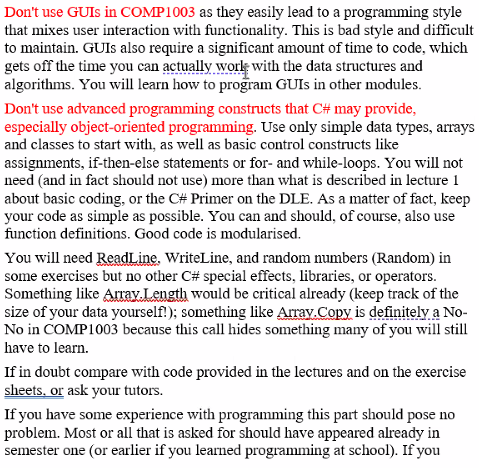 Don't use GUIs in COMP1003 as they easily lead to a programming style
that mixes user interaction with functionality. This is bad style and difficult
to maintain. GUIs also require a significant amount of time to code, which
gets off the time you can actually work with the data structures and
algorithms. You will learn how to program GUIs in other modules.
Don't use advanced programming constructs that C# may provide,
especially object-oriented programming. Use only simple data types, arrays
and classes to start with, as well as basic control constructs like
assignments, if-then-else statements or for- and while-loops. You will not
need (and in fact should not use) more than what is described in lecture 1
about basic coding, or the C# Primer on the DLE. As a matter of fact, keep
your code as simple as possible. You can and should, of course, also use
function definitions. Good code is modularised.
You will need ReadLine, WriteLine, and random numbers (Random) in
some exercises but no other C# special effects, libraries, or operators.
Something like Array.Length would be critical already (keep track of the
size of your data yourself!); something like Array.Copy is definitely a No-
No in COMP1003 because this call hides something many of you will still
have to learn.
If in doubt compare with code provided in the lectures and on the exercise
sheets, or ask your tutors.
If you have some experience with programming this part should pose no
problem. Most or all that is asked for should have appeared already in
semester one (or earlier if you learned programming at school). If you